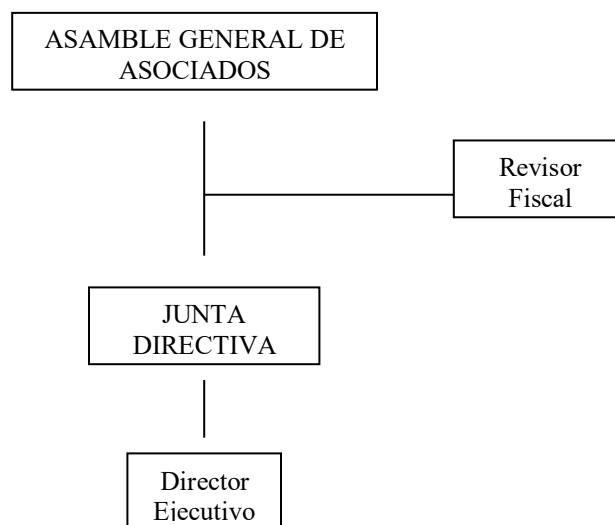 ASAMBLE GENERAL DE
ASOCIADOS
Revisor
Fiscal
JUNTA
DIRECTIVA
Director
Ejecutivo